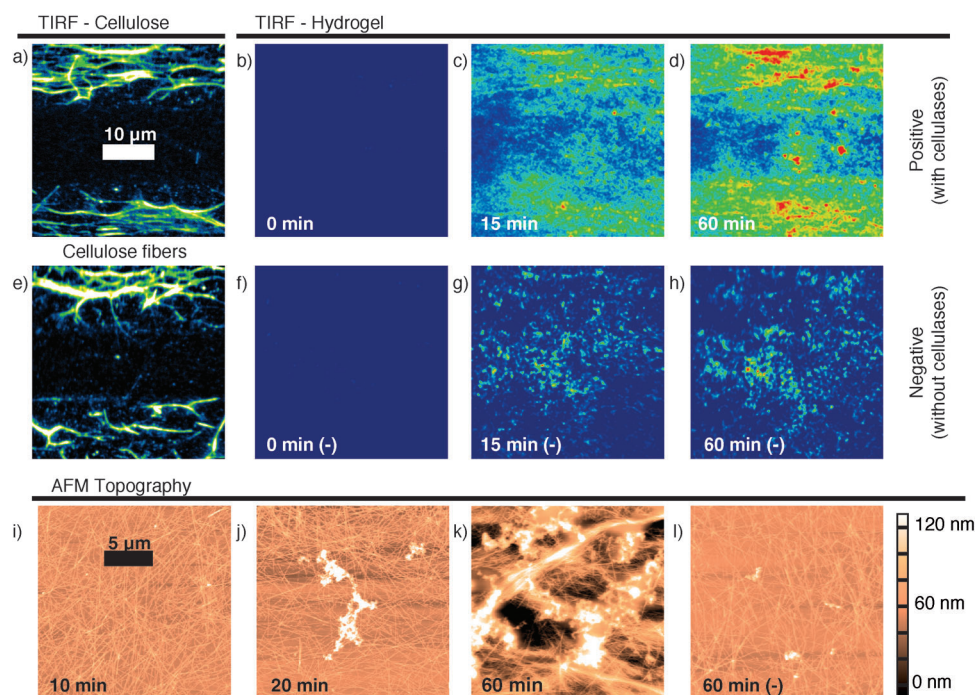 TIRF - Cellulose
TIRF - Hydrogel
a)
10 µm
b)
0 min
c)
15 min
d)
60 min
Positive
(with cellulases)
Cellulose fibers
e)
f)
0 min (-)
g)
15 min (-)
h)
60 min (-)
Negative
(without cellulases)
AFM Topography
i)
5 µm
10 min
j)
20 min
k)
60 min
l)
60 min (-)
120 nm
60 nm
0 nm